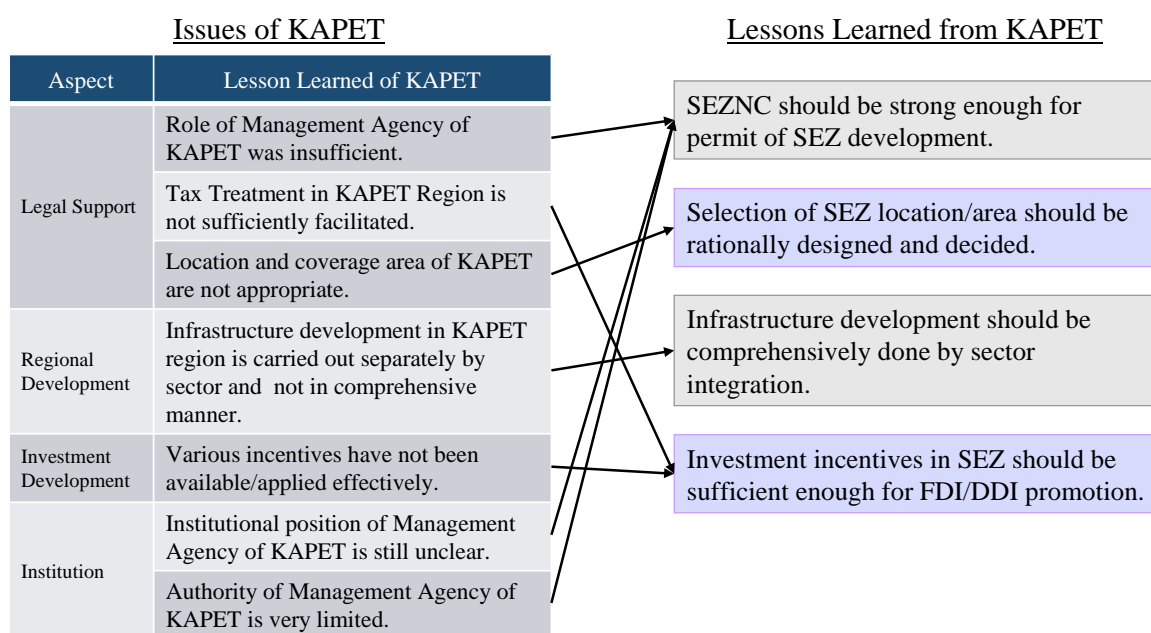 Issues of KAPET
Lessons Learned from KAPET
Aspect
Lesson Learned of KAPET
Legal Support
Role of Management Agency of
KAPET was insufficient.
Tax Treatment in KAPET Region is
not sufficiently facilitated.
Location and coverage area of KAPET
are not appropriate.
Regional
Development
Infrastructure development in KAPET
region is carried out separately by
sector and not in comprehensive
manner.
Investment
Development
Various incentives have not been
available/applied effectively.
Institution
Institutional position of Management
Agency of KAPET is still unclear.
Authority of Management Agency of
KAPET is very limited.
SEZNC should be strong enough for
permit of SEZ development.
Selection of SEZ location/area should be
rationally designed and decided.
Infrastructure development should be
comprehensively done by sector
integration.
Investment incentives in SEZ should be
sufficient enough for FDI/DDI promotion.